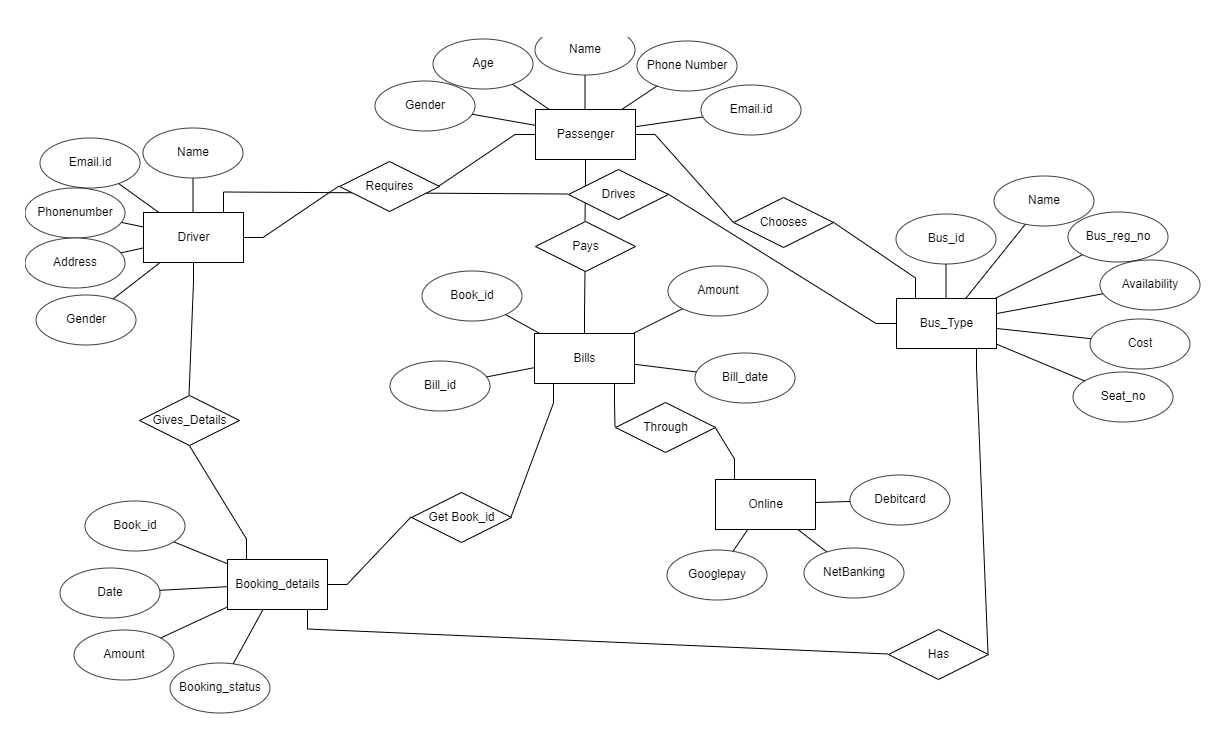 Name
Age
Phone Number
Gender
Email.id
Passenger
Name
Email.id
Requires
Drives
Phonenumber
Driver
Chooses
Name
Bus_id
Bus_reg_no
Address
Pays
Availability
Gender
Book_id
Amount
Bus_Type
Cost
Bills
Bill_id
Bill_date
Seat_no
Gives_Details
Through
Online
Debitcard
Get Book_id
Book_id
Googlepay
NetBanking
Booking_details
Date
Amount
Has
Booking_status